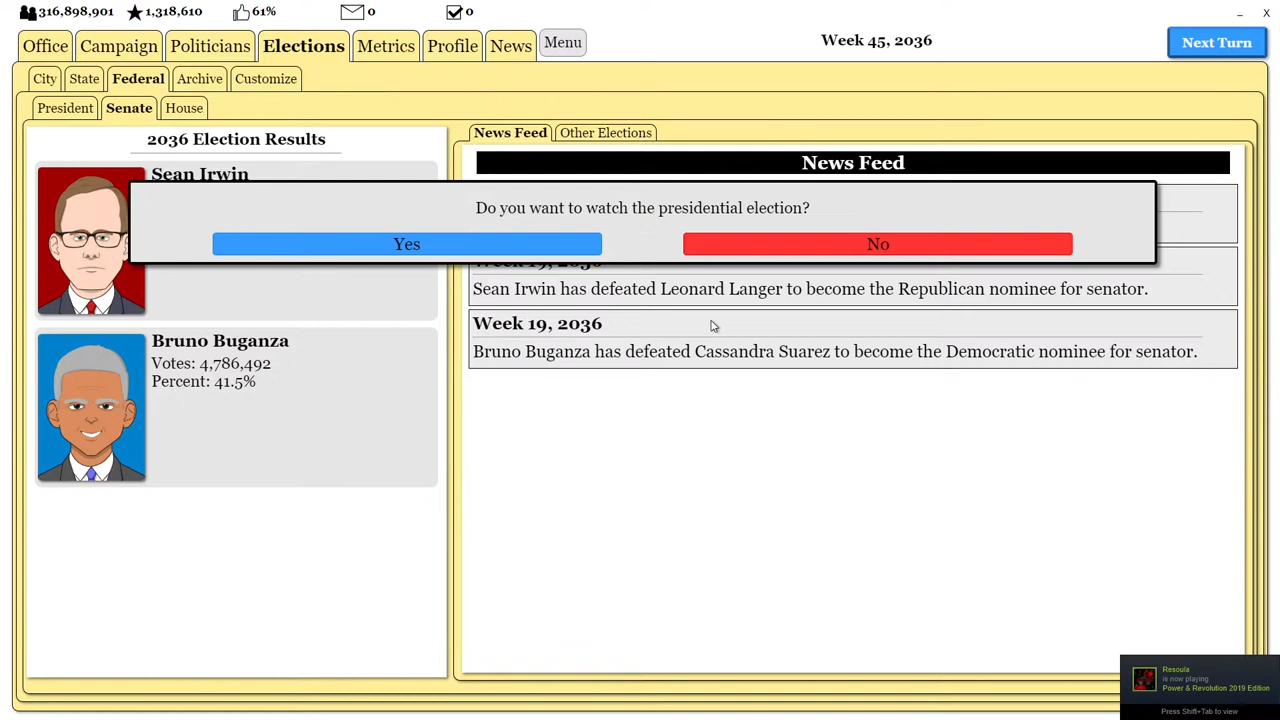 316,898,901 1,318,610 61% 0 0
Office Campaign Politicians Elections Metrics Profile News Menu Week 45, 2036 Next Turn
City State Federal Archive Customize
President Senate House
2036 Election Results
Sean Irwin
Bruno Buganza
Votes: 4,786,492
Percent: 41.5%
News Feed Other Elections
News Feed
Do you want to watch the presidential election?
Yes No
Sean Irwin has defeated Leonard Langer to become the Republican nominee for senator.
Week 19, 2036
Bruno Buganza has defeated Cassandra Suarez to become the Democratic nominee for senator.
Resoula
is now playing
Power & Revolution 2019 Edition
Press Shift+Tab to view